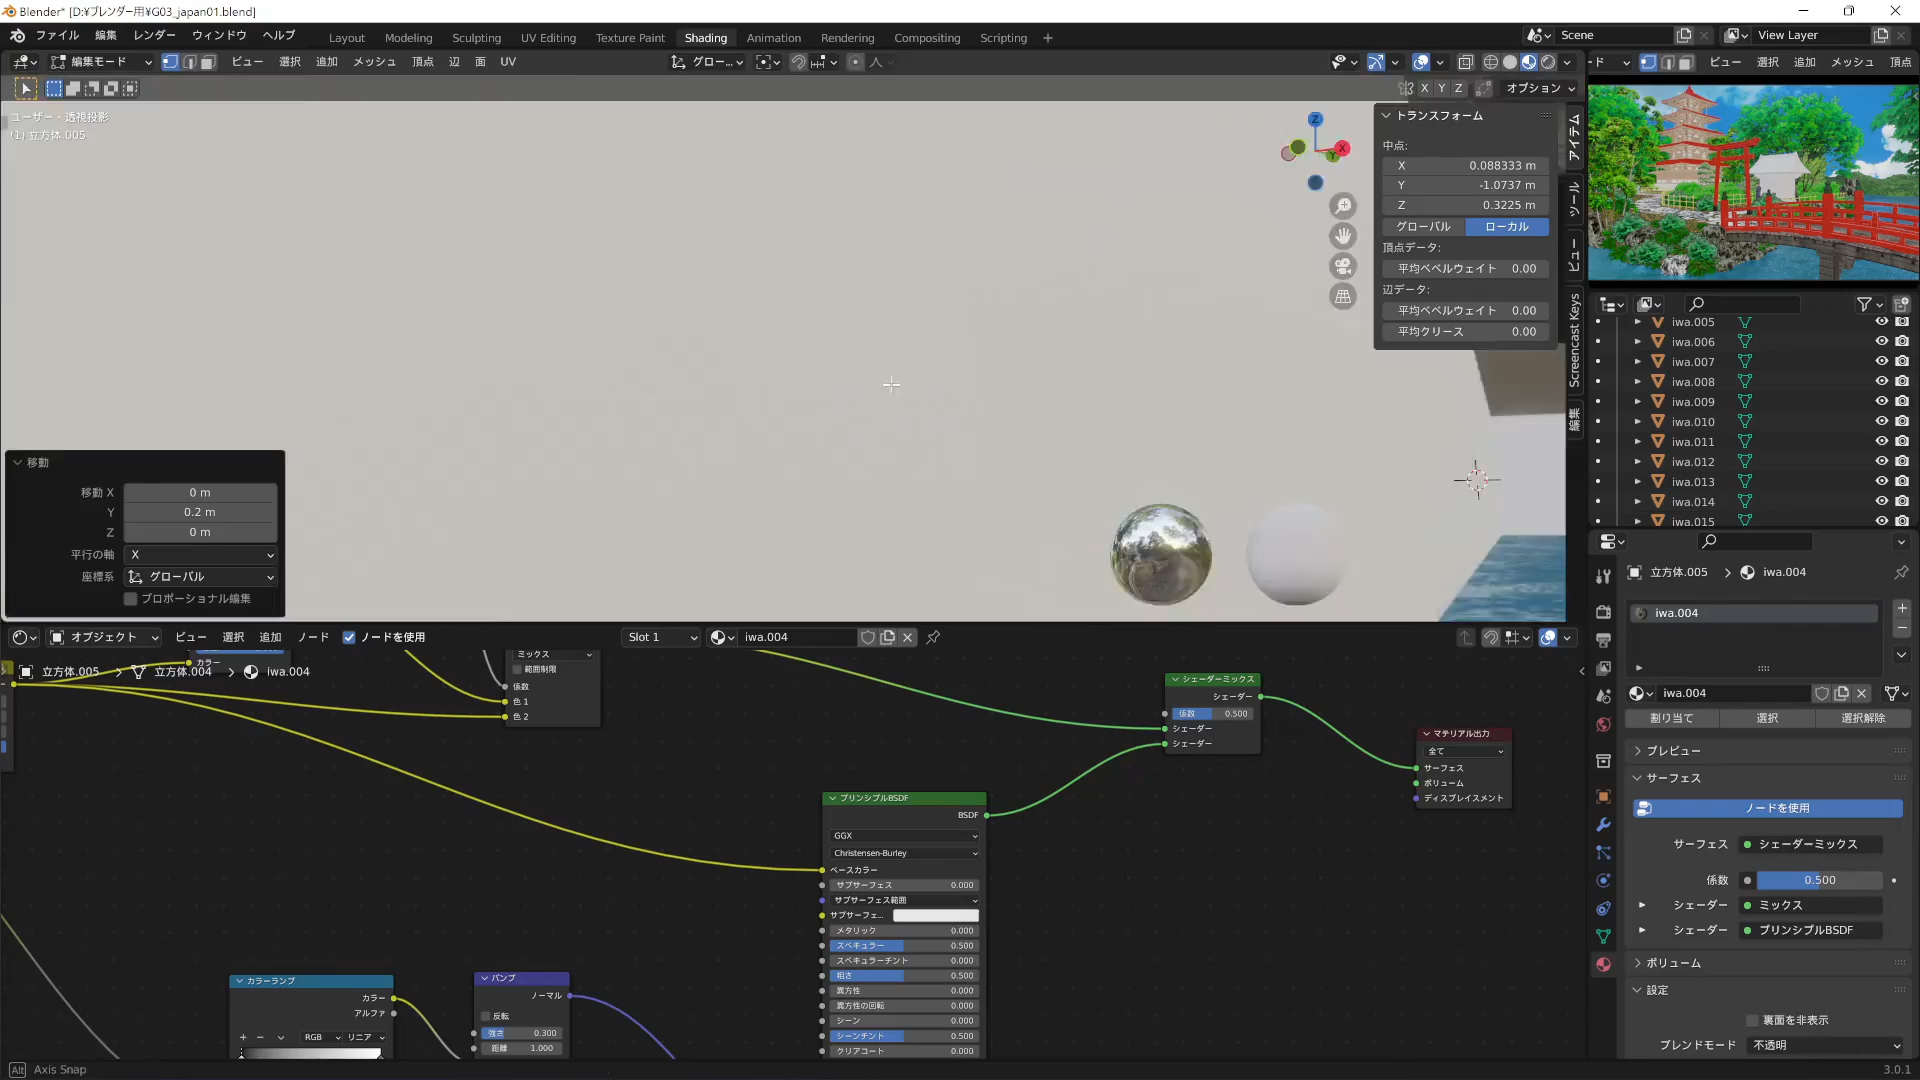 Blender* [D:¥ブレンダー用¥G03_japan01.blend]
ファイル 編集 レンダー ウィンドウ ヘルプ Layout Modeling Sculpting UV Editing Texture Paint Shading Animation Rendering Compositing Scripting + Scene View Layer
編集モード ビュー 選択 追加 メッシュ 頂点 辺 面 UV グロー... ード ビュー 選択 追加 メッシュ 頂点
X Y Z オプション
ユーザー・透視投影
(1) 立方体.005
トランスフォーム
中点:
X 0.088333 m
Y -1.0737 m
Z 0.3225 m
グローバル ローカル
頂点データ:
平均ベベルウェイト 0.00
辺データ:
平均ベベルウェイト 0.00
平均クリース 0.00
アイテム
ツール
ビュー
Screencast Keys
編集
Z
X
Y
iwa.005
iwa.006
iwa.007
iwa.008
iwa.009
iwa.010
iwa.011
iwa.012
iwa.013
iwa.014
iwa.015
移動
移動 X 0 m
Y 0.2 m
Z 0 m
平行の軸 X
座標系 グローバル
プロポーショナル編集
オブジェクト ビュー 選択 追加 ノード ノードを使用 Slot 1 iwa.004
立方体.005 > 立方体.004 > iwa.004
カラー
ミックス
範囲制限
係数
色 1
色 2
シェーダーミックス
シェーダー
係数 0.500
シェーダー
シェーダー
マテリアル出力
全て
サーフェス
ボリューム
ディスプレイスメント
プリンシプルBSDF
BSDF
GGX
Christensen-Burley
ベースカラー
サブサーフェス 0.000
サブサーフェス範囲
サブサーフェ...
メタリック 0.000
スペキュラー 0.500
スペキュラーチント 0.000
粗さ 0.500
異方性 0.000
異方性の回転 0.000
シーン 0.000
シーンチント 0.500
クリアコート 0.000
カラーランプ
カラー
アルファ
+ − RGB リニア
バンプ
ノーマル
反転
強さ 0.300
距離 1.000
立方体.005 > iwa.004
iwa.004
iwa.004
割り当て 選択 選択解除
プレビュー
サーフェス
ノードを使用
サーフェス シェーダーミックス
係数 0.500
シェーダー ミックス
シェーダー プリンシプルBSDF
ボリューム
設定
裏面を非表示
ブレンドモード 不透明
Alt Axis Snap 3.0.1